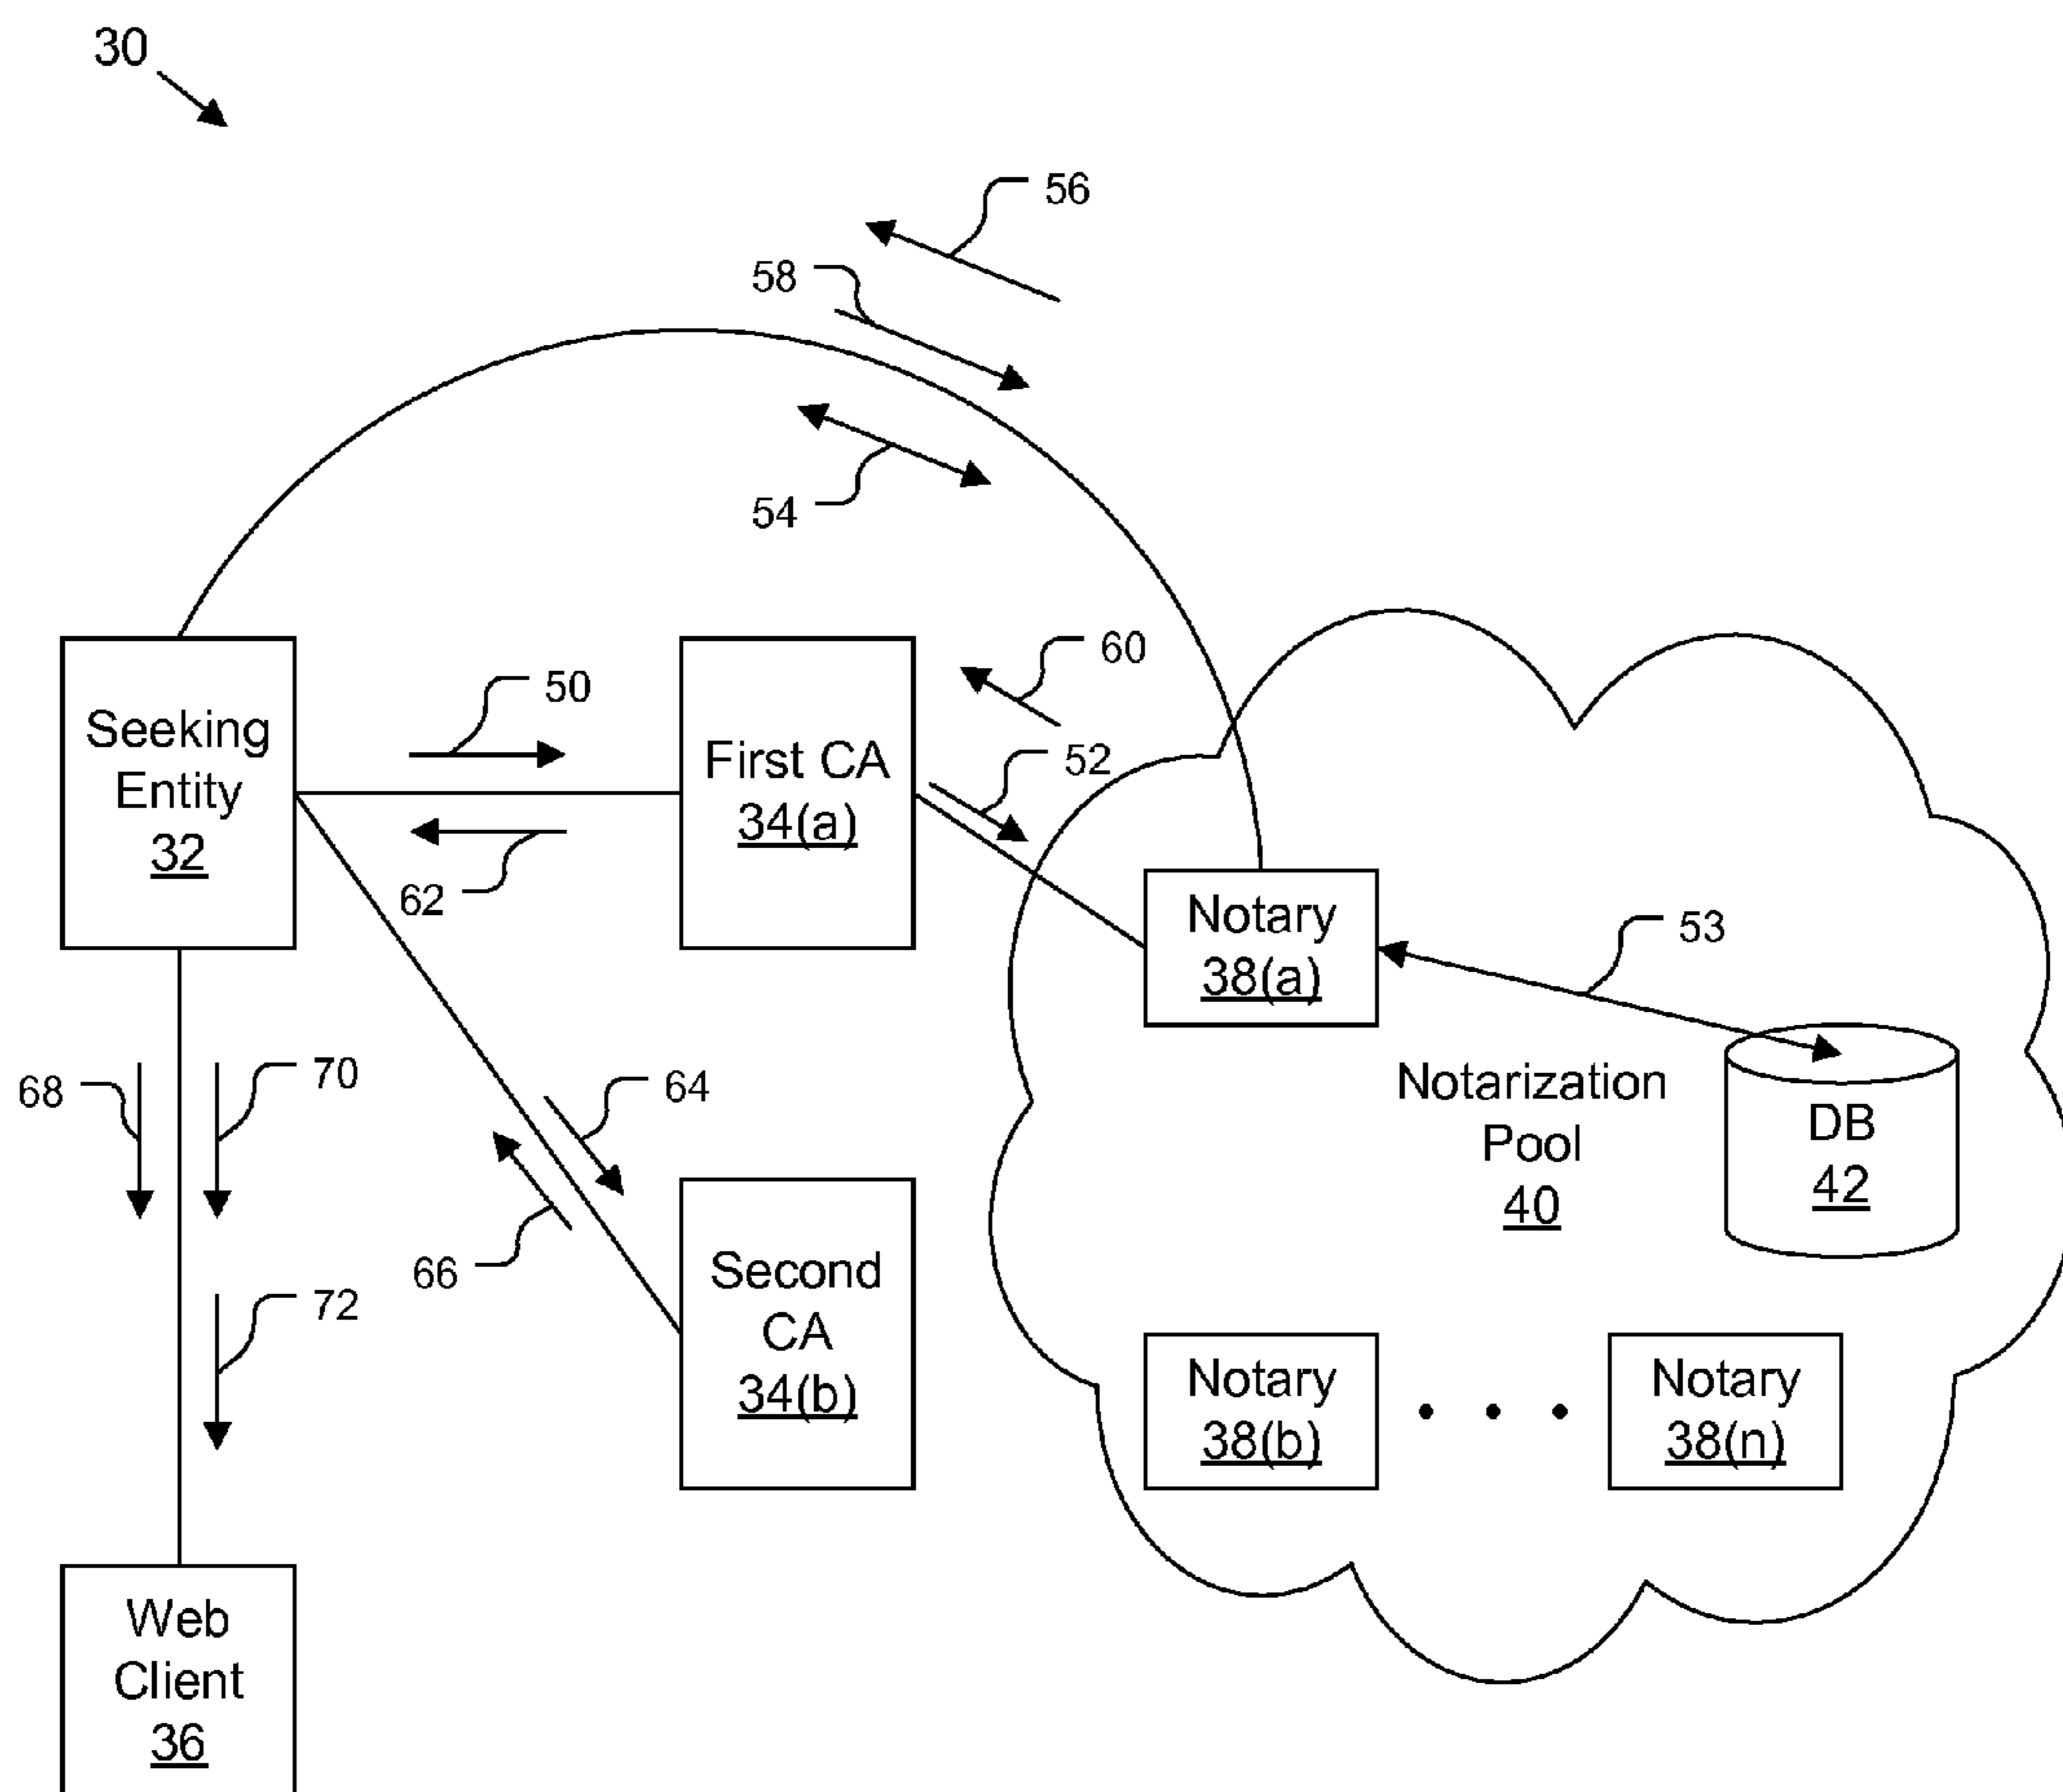 30
56
58
54
Seeking
Entity
32
50
62
First CA
34(a)
60
52
Notary
38(a)
53
Notarization
Pool
40
DB
42
68
70
72
64
66
Second
CA
34(b)
Notary
38(b)
Notary
38(n)
Web
Client
36